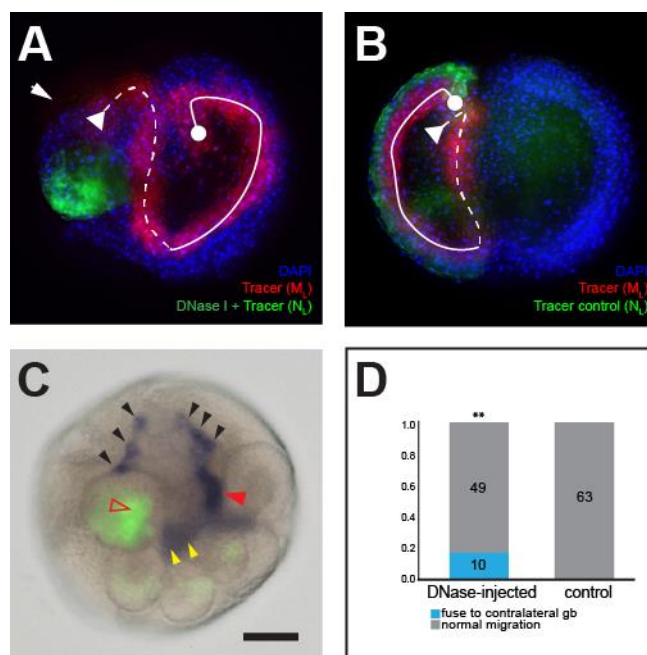 A
DAPI
Tracer (ML)
DNase I + Tracer (NL)
B
DAPI
Tracer (ML)
Tracer control (NL)
C
D
**
1.0
0.8
0.6
0.4
0.2
0.0
49
10
63
DNase-injected control
fuse to contralateral gb
normal migration